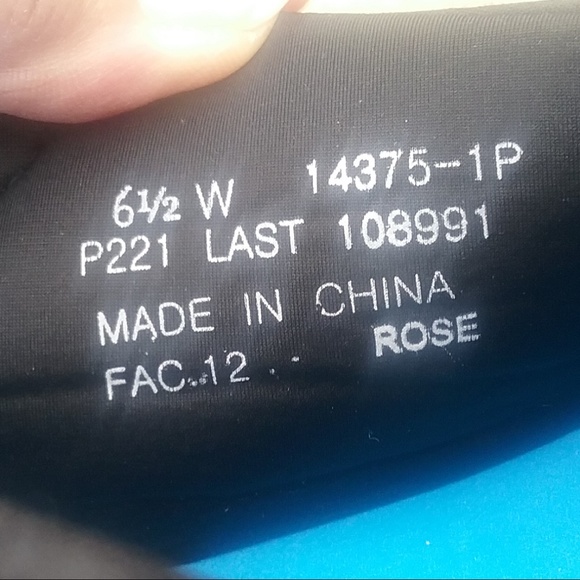 6½ W 14375-1P
P221 LAST 108991
MADE IN CHINA
FAC.12 ROSE